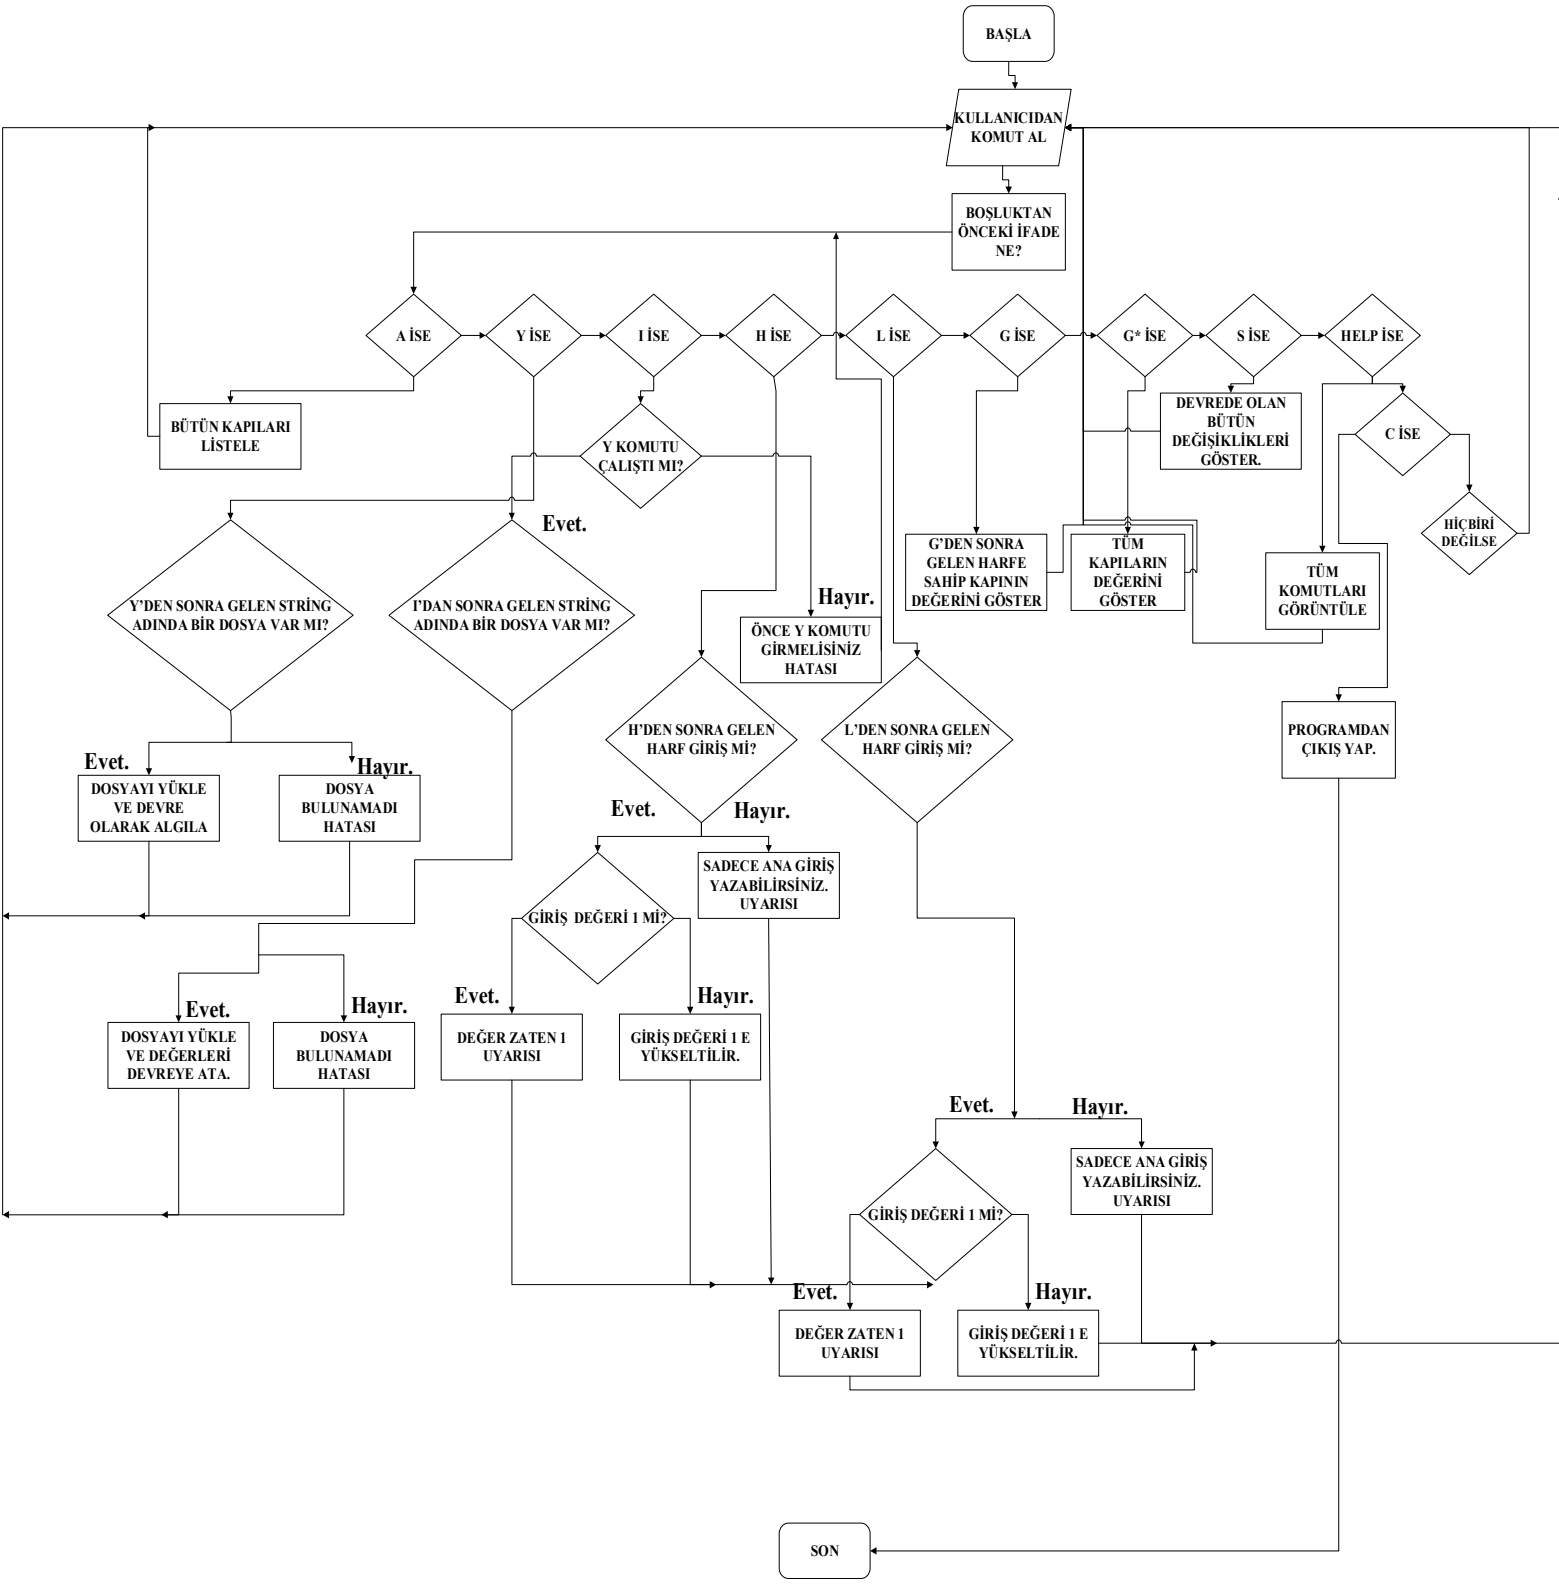 BAŞLA
KULLANICIDAN
KOMUT AL
BOŞLUKTAN
ÖNCEKİ İFADE
NE?
A İSE
Y İSE
I İSE
H İSE
L İSE
G İSE
G* İSE
S İSE
HELP İSE
BÜTÜN KAPILARI
LİSTELE
Y KOMUTU
ÇALIŞTI MI?
DEVREDE OLAN
BÜTÜN
DEĞİŞİKLİKLERİ
GÖSTER.
C İSE
HİÇBİRİ
DEĞİLSE
Evet.
Hayır.
Y'DEN SONRA GELEN STRING
ADINDA BİR DOSYA VAR MI?
I'DAN SONRA GELEN STRING
ADINDA BİR DOSYA VAR MI?
ÖNCE Y KOMUTU
GİRMELİSİNİZ
HATASI
G'DEN SONRA
GELEN HARFE
SAHİP KAPININ
DEĞERİNİ GÖSTER
TÜM
KAPILARIN
DEĞERİNİ
GÖSTER
TÜM
KOMUTLARI
GÖRÜNTÜLE
H'DEN SONRA GELEN
HARF GİRİŞ Mİ?
L'DEN SONRA GELEN
HARF GİRİŞ Mİ?
PROGRAMDAN
ÇIKIŞ YAP.
Evet.
Hayır.
DOSYAYI YÜKLE
VE DEVRE
OLARAK ALGILA
DOSYA
BULUNAMADI
HATASI
Evet.
Hayır.
GİRİŞ DEĞERİ 1 Mİ?
SADECE ANA GİRİŞ
YAZABİLİRSİNİZ.
UYARISI
Evet.
Hayır.
DOSYAYI YÜKLE
VE DEĞERLERİ
DEVREYE ATA.
DOSYA
BULUNAMADI
HATASI
Evet.
Hayır.
DEĞER ZATEN 1
UYARISI
GİRİŞ DEĞERİ 1 E
YÜKSELTİLİR.
Evet.
Hayır.
GİRİŞ DEĞERİ 1 Mİ?
SADECE ANA GİRİŞ
YAZABİLİRSİNİZ.
UYARISI
Evet.
Hayır.
DEĞER ZATEN 1
UYARISI
GİRİŞ DEĞERİ 1 E
YÜKSELTİLİR.
SON